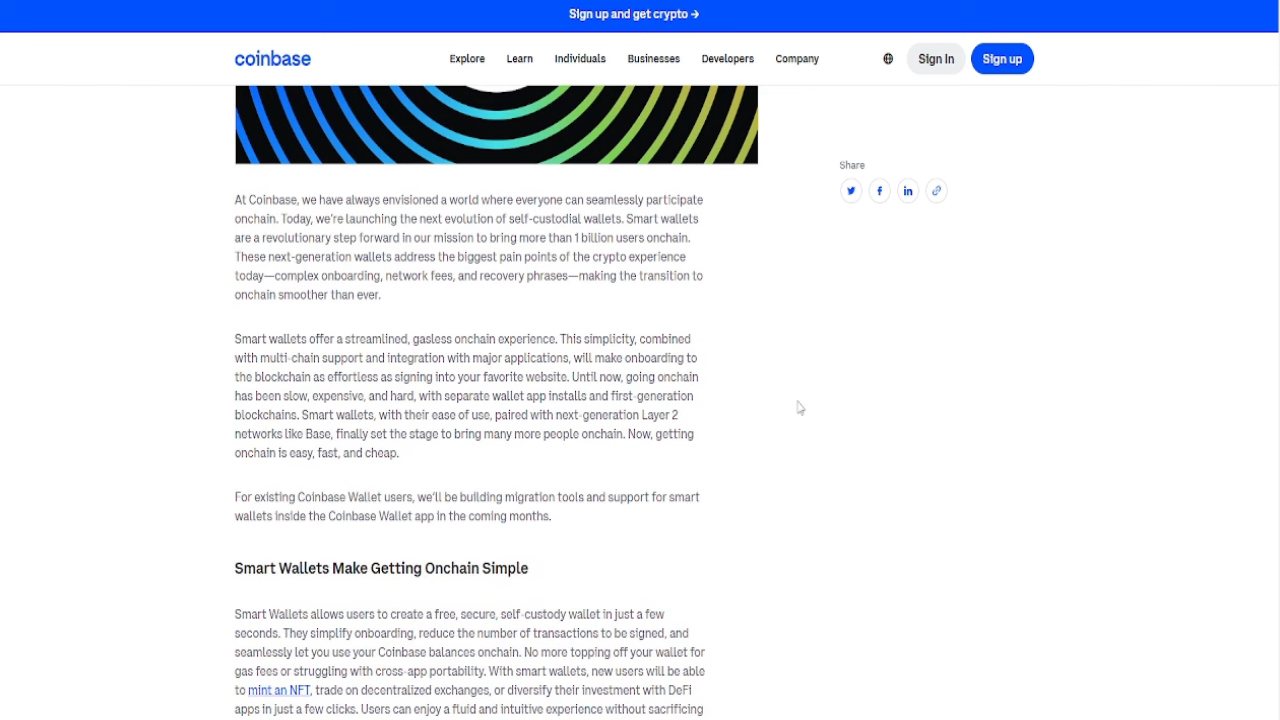 Sign up and get crypto →
coinbase
Explore Learn Individuals Businesses Developers Company
Sign in
Sign up
Share
At Coinbase, we have always envisioned a world where everyone can seamlessly participate
onchain. Today, we're launching the next evolution of self-custodial wallets. Smart wallets
are a revolutionary step forward in our mission to bring more than 1 billion users onchain.
These next-generation wallets address the biggest pain points of the crypto experience
today—complex onboarding, network fees, and recovery phrases—making the transition to
onchain smoother than ever.
Smart wallets offer a streamlined, gasless onchain experience. This simplicity, combined
with multi-chain support and integration with major applications, will make onboarding to
the blockchain as effortless as signing into your favorite website. Until now, going onchain
has been slow, expensive, and hard, with separate wallet app installs and first-generation
blockchains. Smart wallets, with their ease of use, paired with next-generation Layer 2
networks like Base, finally set the stage to bring many more people onchain. Now, getting
onchain is easy, fast, and cheap.
For existing Coinbase Wallet users, we'll be building migration tools and support for smart
wallets inside the Coinbase Wallet app in the coming months.
Smart Wallets Make Getting Onchain Simple
Smart Wallets allows users to create a free, secure, self-custody wallet in just a few
seconds. They simplify onboarding, reduce the number of transactions to be signed, and
seamlessly let you use your Coinbase balances onchain. No more topping off your wallet for
gas fees or struggling with cross-app portability. With smart wallets, new users will be able
to mint an NFT, trade on decentralized exchanges, or diversify their investment with DeFi
apps in just a few clicks. Users can enjoy a fluid and intuitive experience without sacrificing